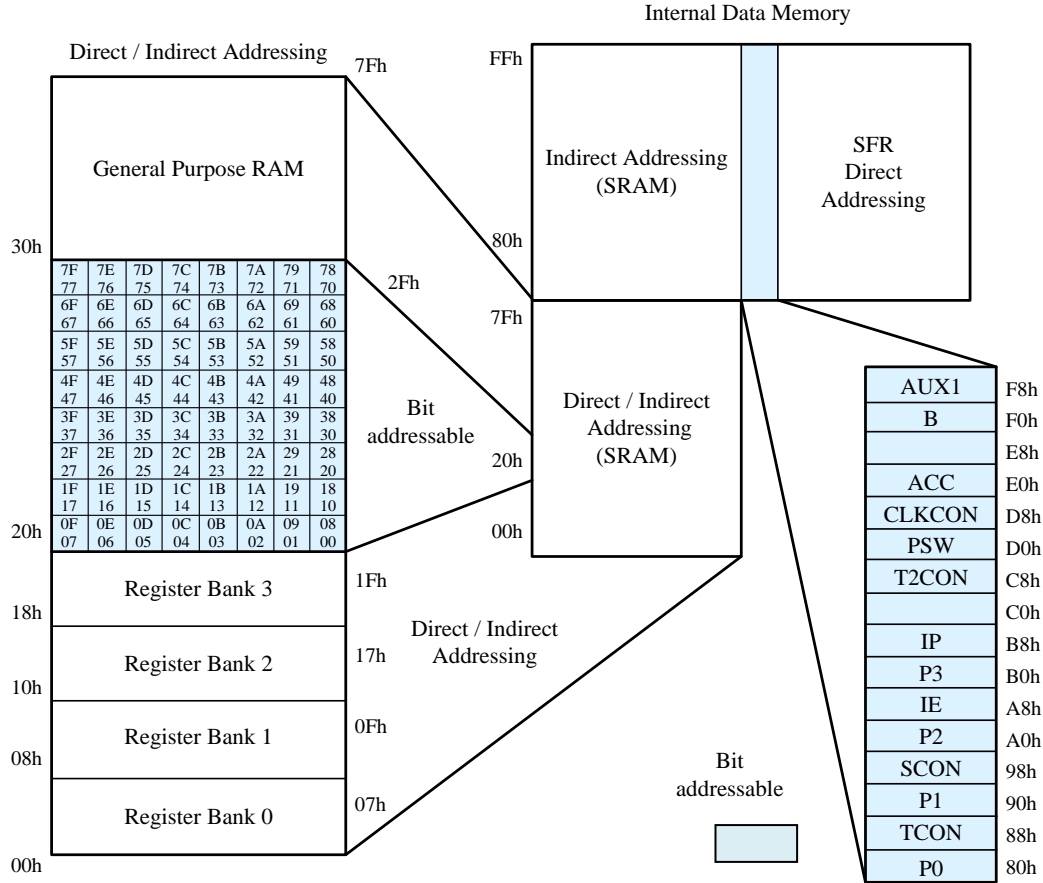 Internal Data Memory
Direct / Indirect Addressing
7Fh
General Purpose RAM
30h
7F 7E 7D 7C 7B 7A 79 78
77 76 75 74 73 72 71 70
6F 6E 6D 6C 6B 6A 69 68
67 66 65 64 63 62 61 60
5F 5E 5D 5C 5B 5A 59 58
57 56 55 54 53 52 51 50
4F 4E 4D 4C 4B 4A 49 48
47 46 45 44 43 42 41 40
3F 3E 3D 3C 3B 3A 39 38
37 36 35 34 33 32 31 30
2F 2E 2D 2C 2B 2A 29 28
27 26 25 24 23 22 21 20
1F 1E 1D 1C 1B 1A 19 18
17 16 15 14 13 12 11 10
0F 0E 0D 0C 0B 0A 09 08
07 06 05 04 03 02 01 00
2Fh
Bit
addressable
20h
Register Bank 3
1Fh
18h
Register Bank 2
17h
10h
Register Bank 1
0Fh
08h
Register Bank 0
07h
00h
Direct / Indirect
Addressing
FFh
Indirect Addressing
(SRAM)
80h
SFR
Direct
Addressing
7Fh
Direct / Indirect
Addressing
(SRAM)
20h
00h
AUX1 F8h
B F0h
E8h
ACC E0h
CLKCON D8h
PSW D0h
T2CON C8h
C0h
IP B8h
P3 B0h
IE A8h
P2 A0h
SCON 98h
P1 90h
TCON 88h
P0 80h
Bit
addressable